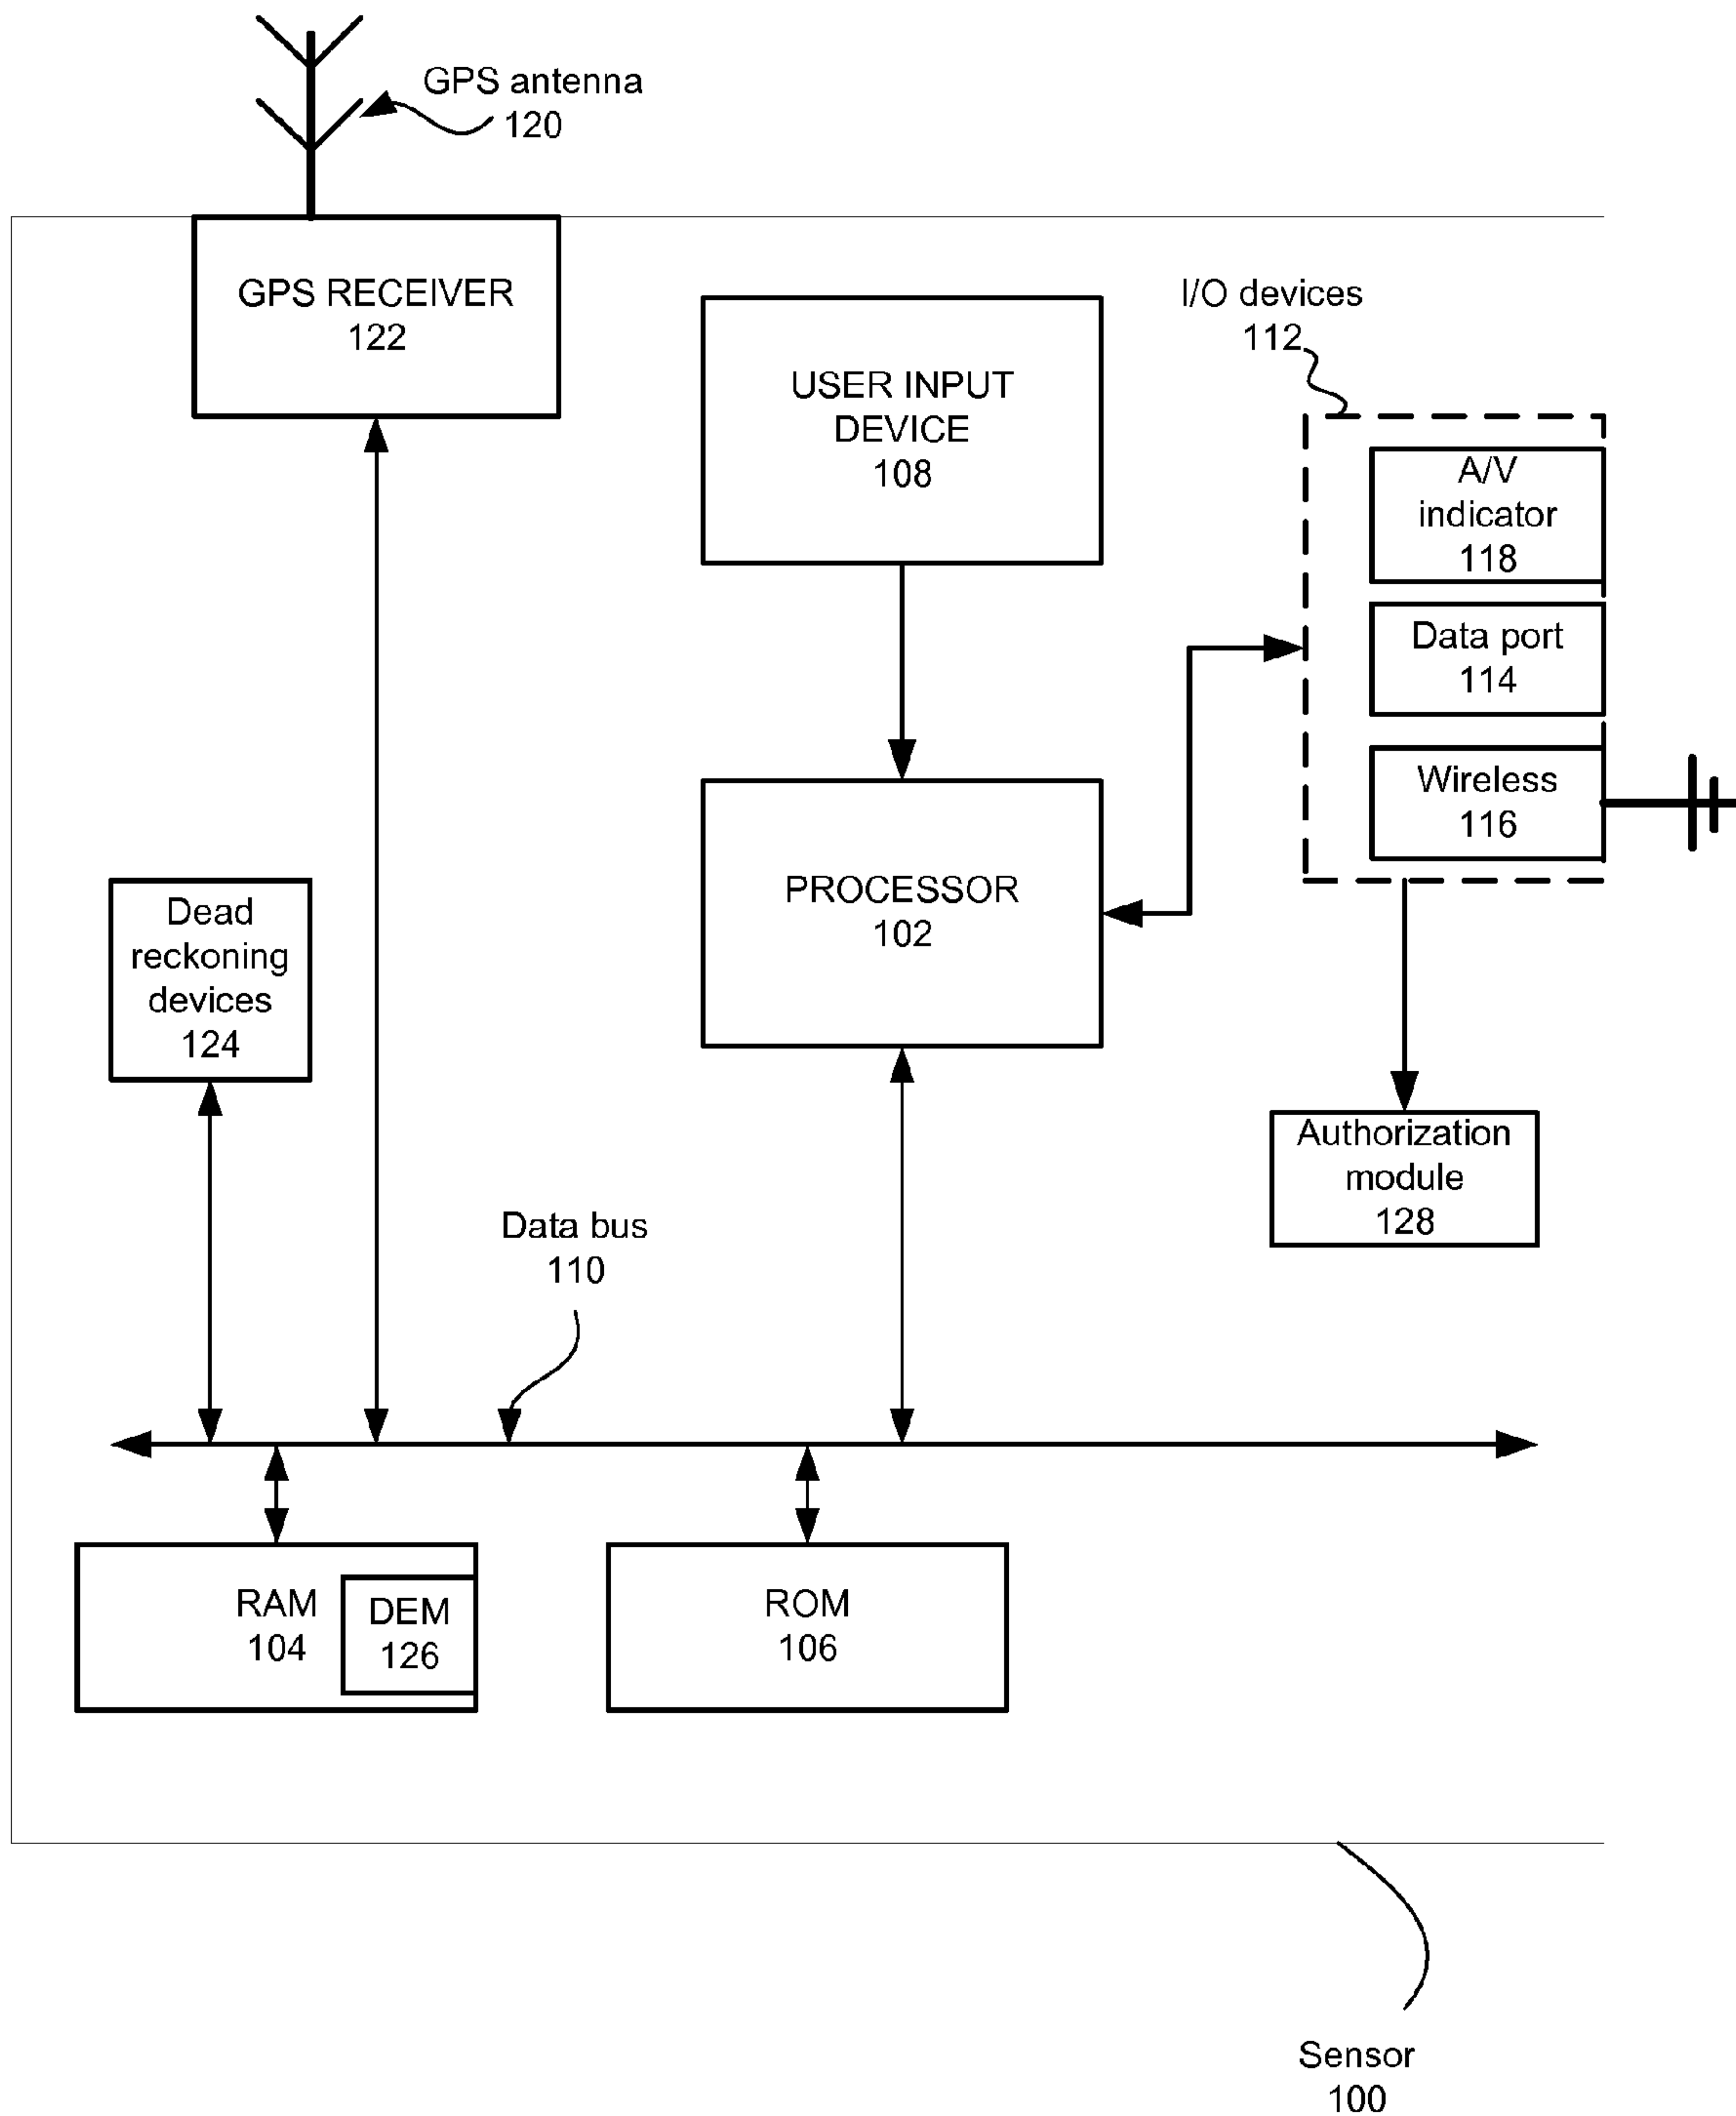 GPS antenna
120
GPS RECEIVER
122
I/O devices
112
USER INPUT
DEVICE
108
A/V
indicator
118
Data port
114
Wireless
116
PROCESSOR
102
Dead
reckoning
devices
124
Authorization
module
128
Data bus
110
RAM
104
DEM
126
ROM
106
Sensor
100